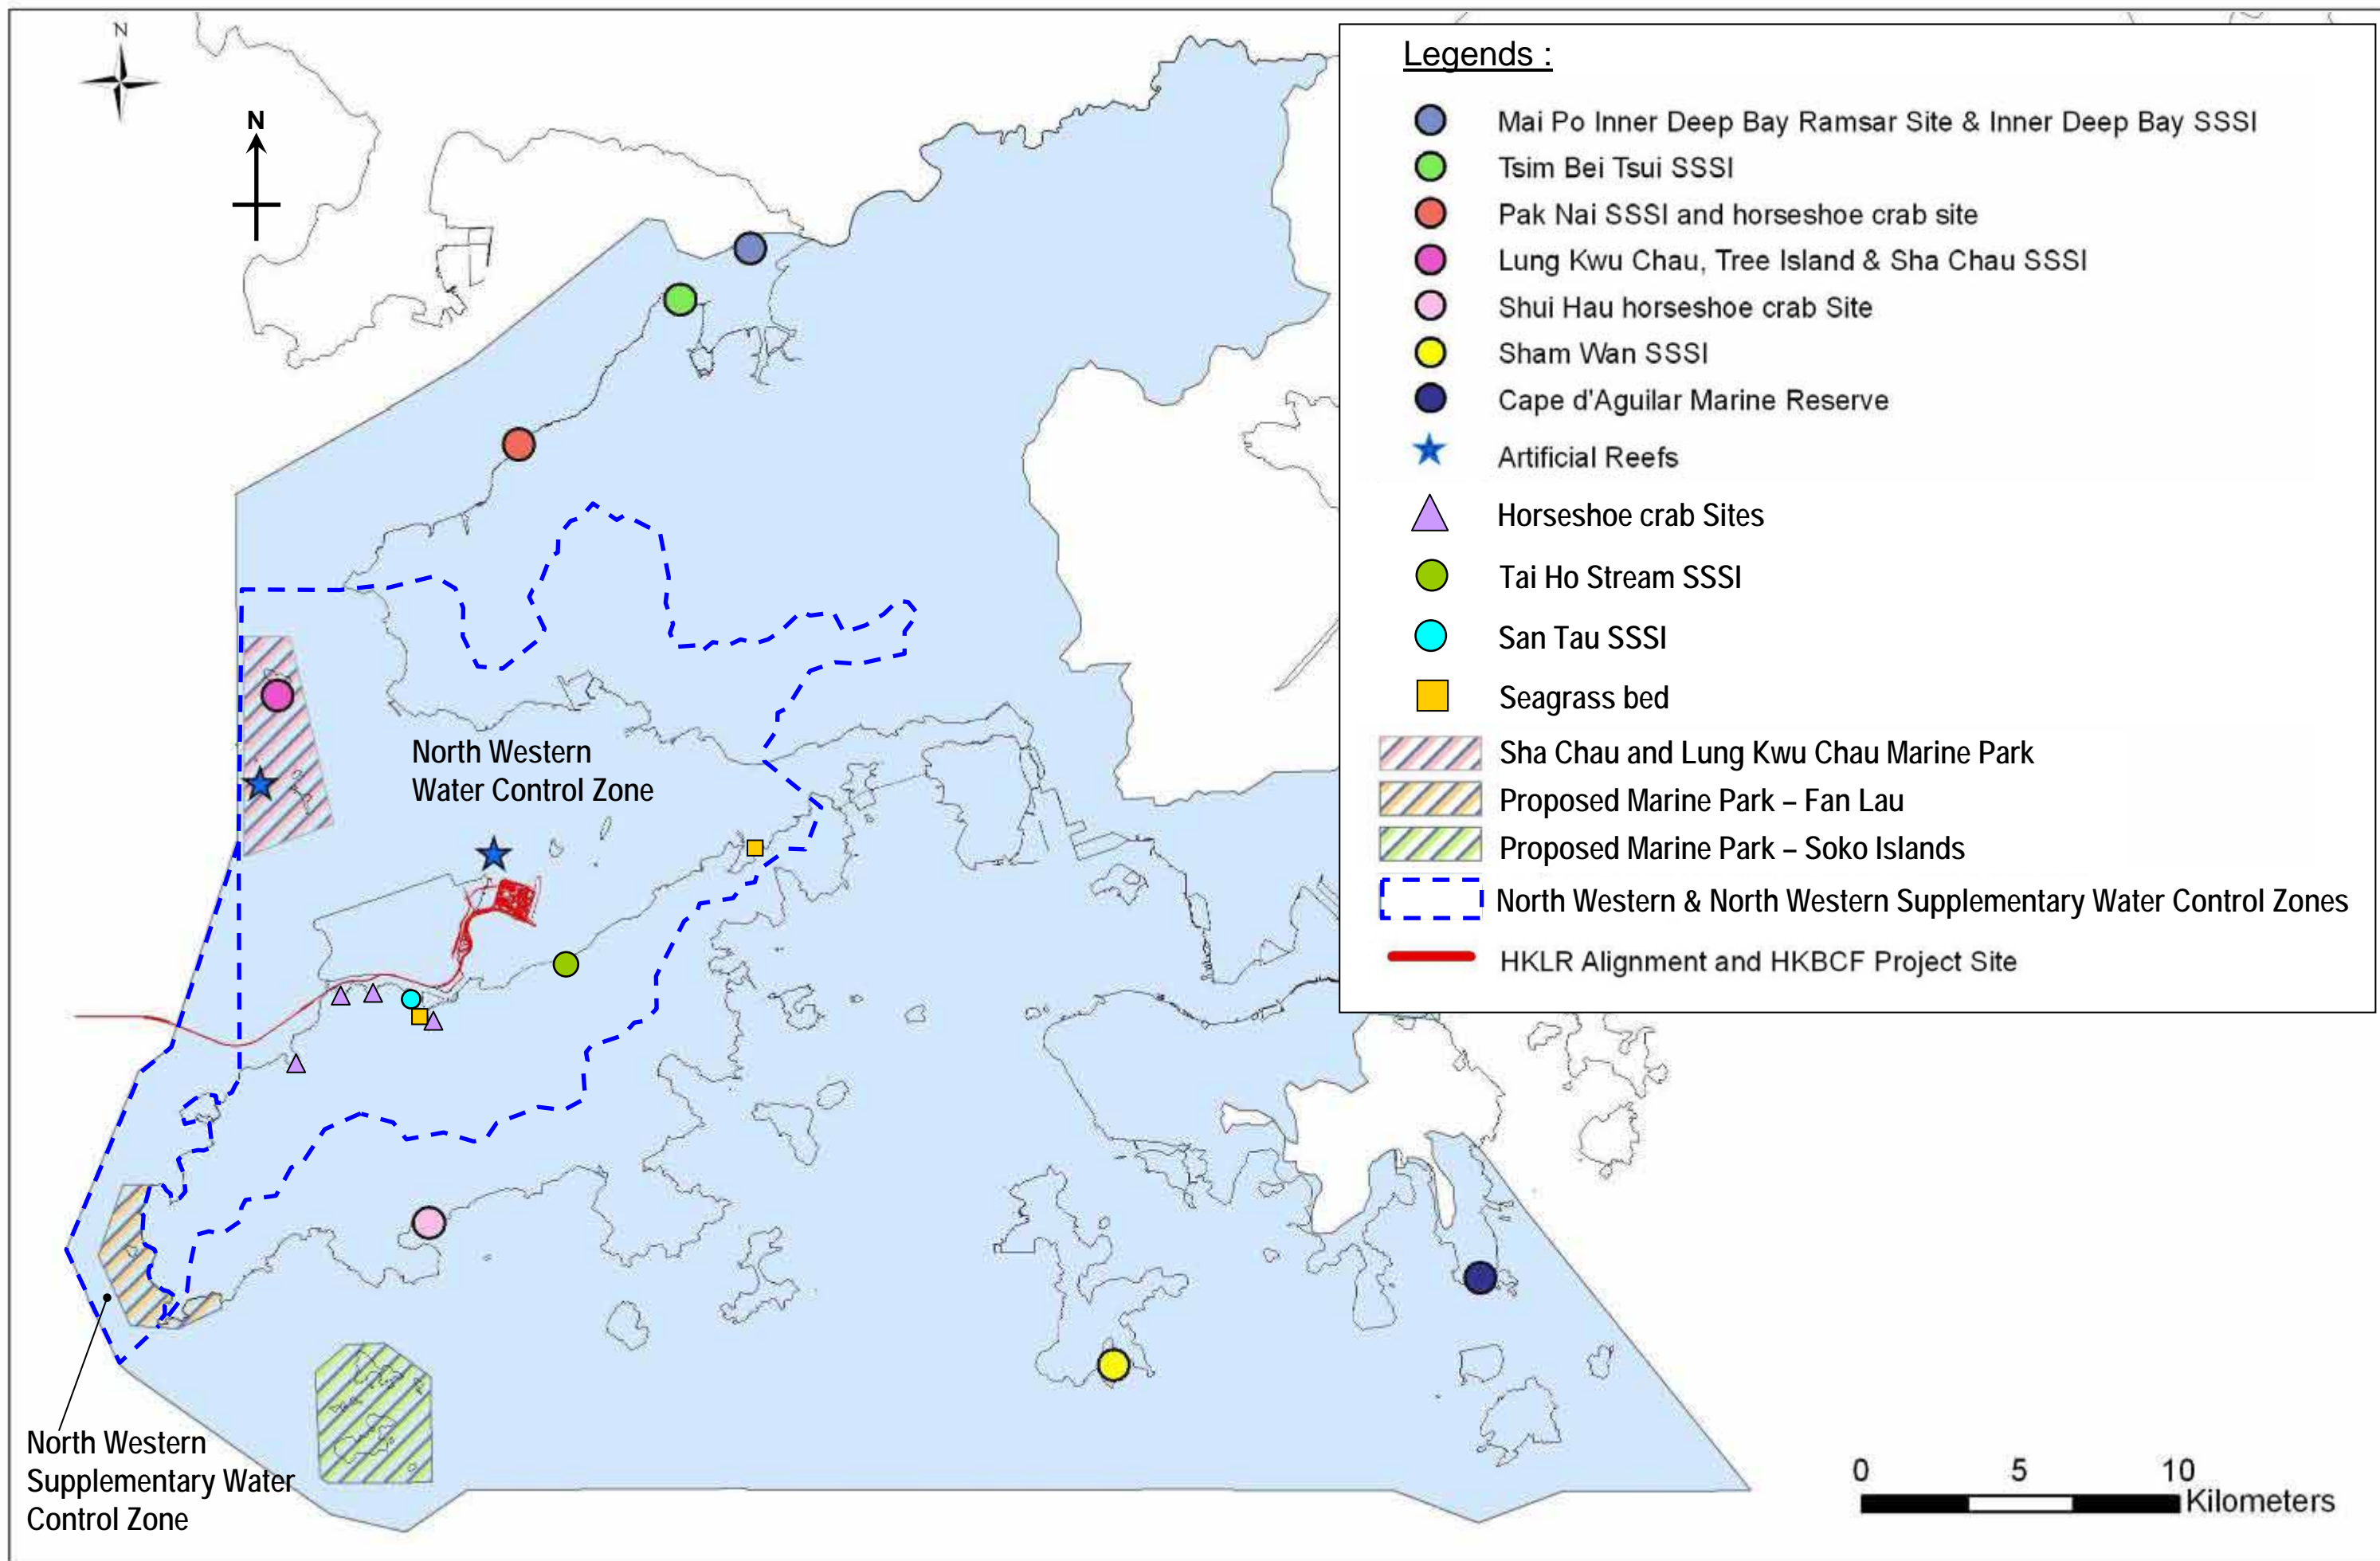 N
N
Legends :
Mai Po Inner Deep Bay Ramsar Site & Inner Deep Bay SSSI
Tsim Bei Tsui SSSI
Pak Nai SSSI and horseshoe crab site
Lung Kwu Chau, Tree Island & Sha Chau SSSI
Shui Hau horseshoe crab Site
Sham Wan SSSI
Cape d'Aguilar Marine Reserve
Artificial Reefs
Horseshoe crab Sites
Tai Ho Stream SSSI
San Tau SSSI
Seagrass bed
Sha Chau and Lung Kwu Chau Marine Park
Proposed Marine Park – Fan Lau
Proposed Marine Park – Soko Islands
North Western & North Western Supplementary Water Control Zones
HKLR Alignment and HKBCF Project Site
North Western
Water Control Zone
North Western
Supplementary Water
Control Zone
0 5 10
Kilometers